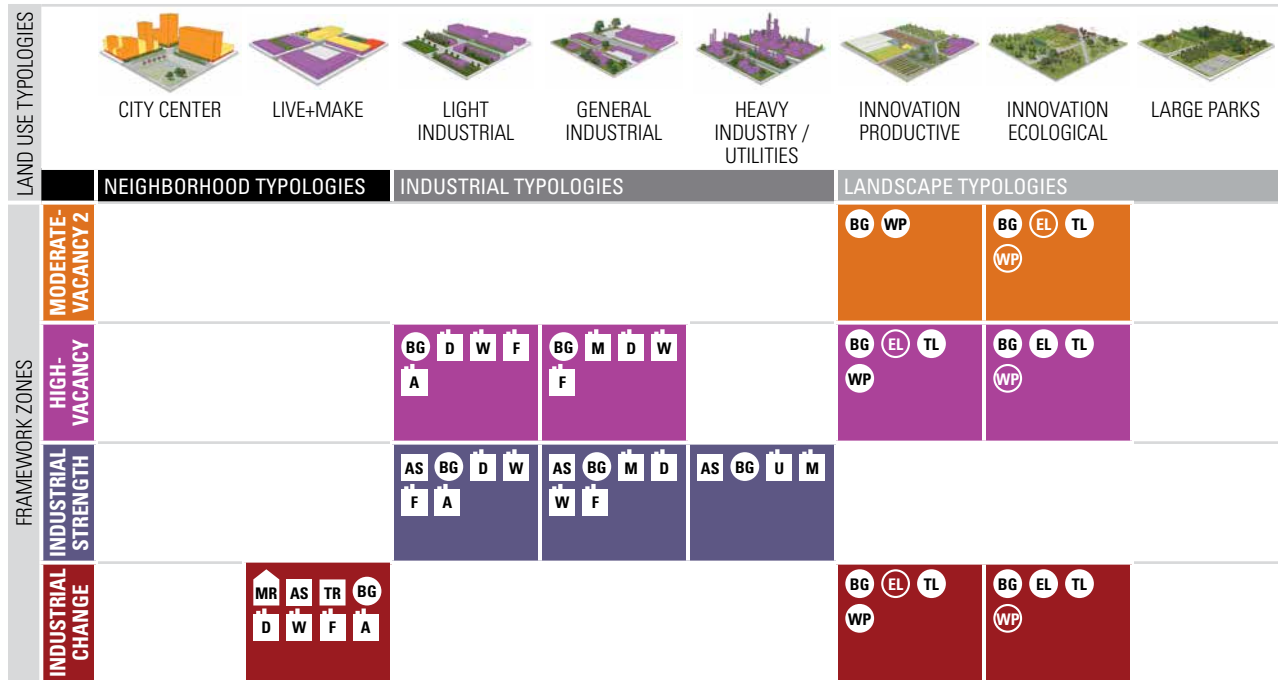 LAND USE TYPOLOGIES
CITY CENTER
LIVE+MAKE
LIGHT
INDUSTRIAL
GENERAL
INDUSTRIAL
HEAVY
INDUSTRY /
UTILITIES
INNOVATION
PRODUCTIVE
INNOVATION
ECOLOGICAL
LARGE PARKS
NEIGHBORHOOD TYPOLOGIES
INDUSTRIAL TYPOLOGIES
LANDSCAPE TYPOLOGIES
FRAMEWORK ZONES
MODERATE-
VACANCY 2
BG WP
BG EL TL
WP
HIGH-
VACANCY
BG D W F
A
BG M D W
F
BG EL TL
WP
BG EL TL
WP
INDUSTRIAL
STRENGTH
AS BG D W
F A
AS BG M D
W F
AS BG U M
INDUSTRIAL
CHANGE
MR AS TR BG
D W F A
BG EL TL
WP
BG EL TL
WP